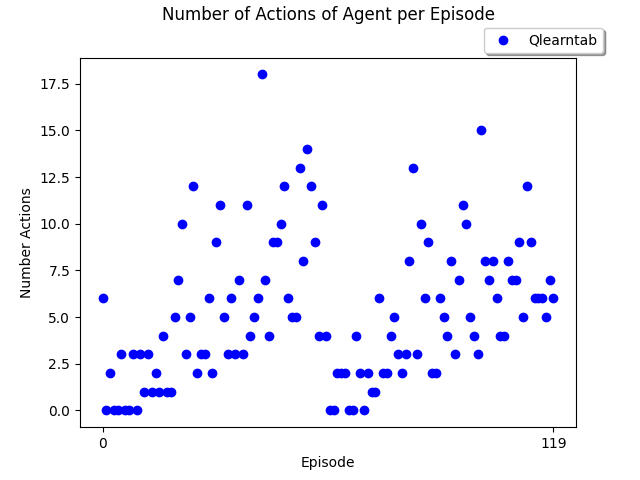 Number of Actions of Agent per Episode
Qlearntab
17.5
15.0
12.5
10.0
7.5
5.0
2.5
0.0
Number Actions
0
119
Episode